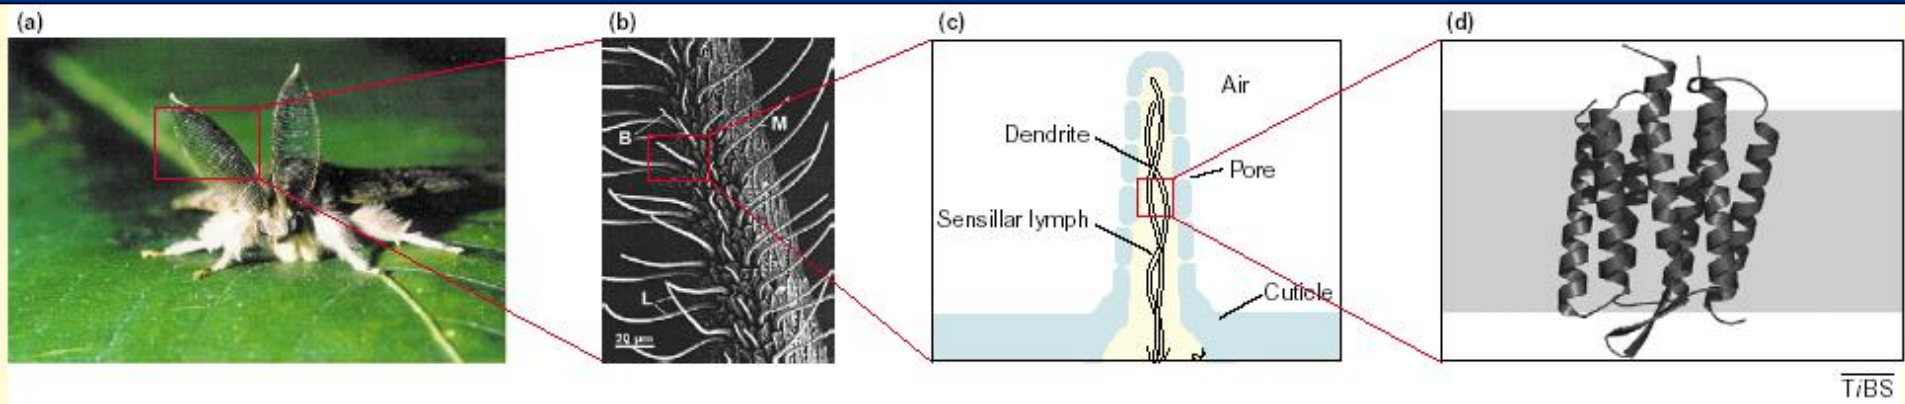 (a)
(b)
(c)
(d)
B
M
L
20 µm
Air
Dendrite
Pore
Sensillar lymph
Cuticle
TiBS